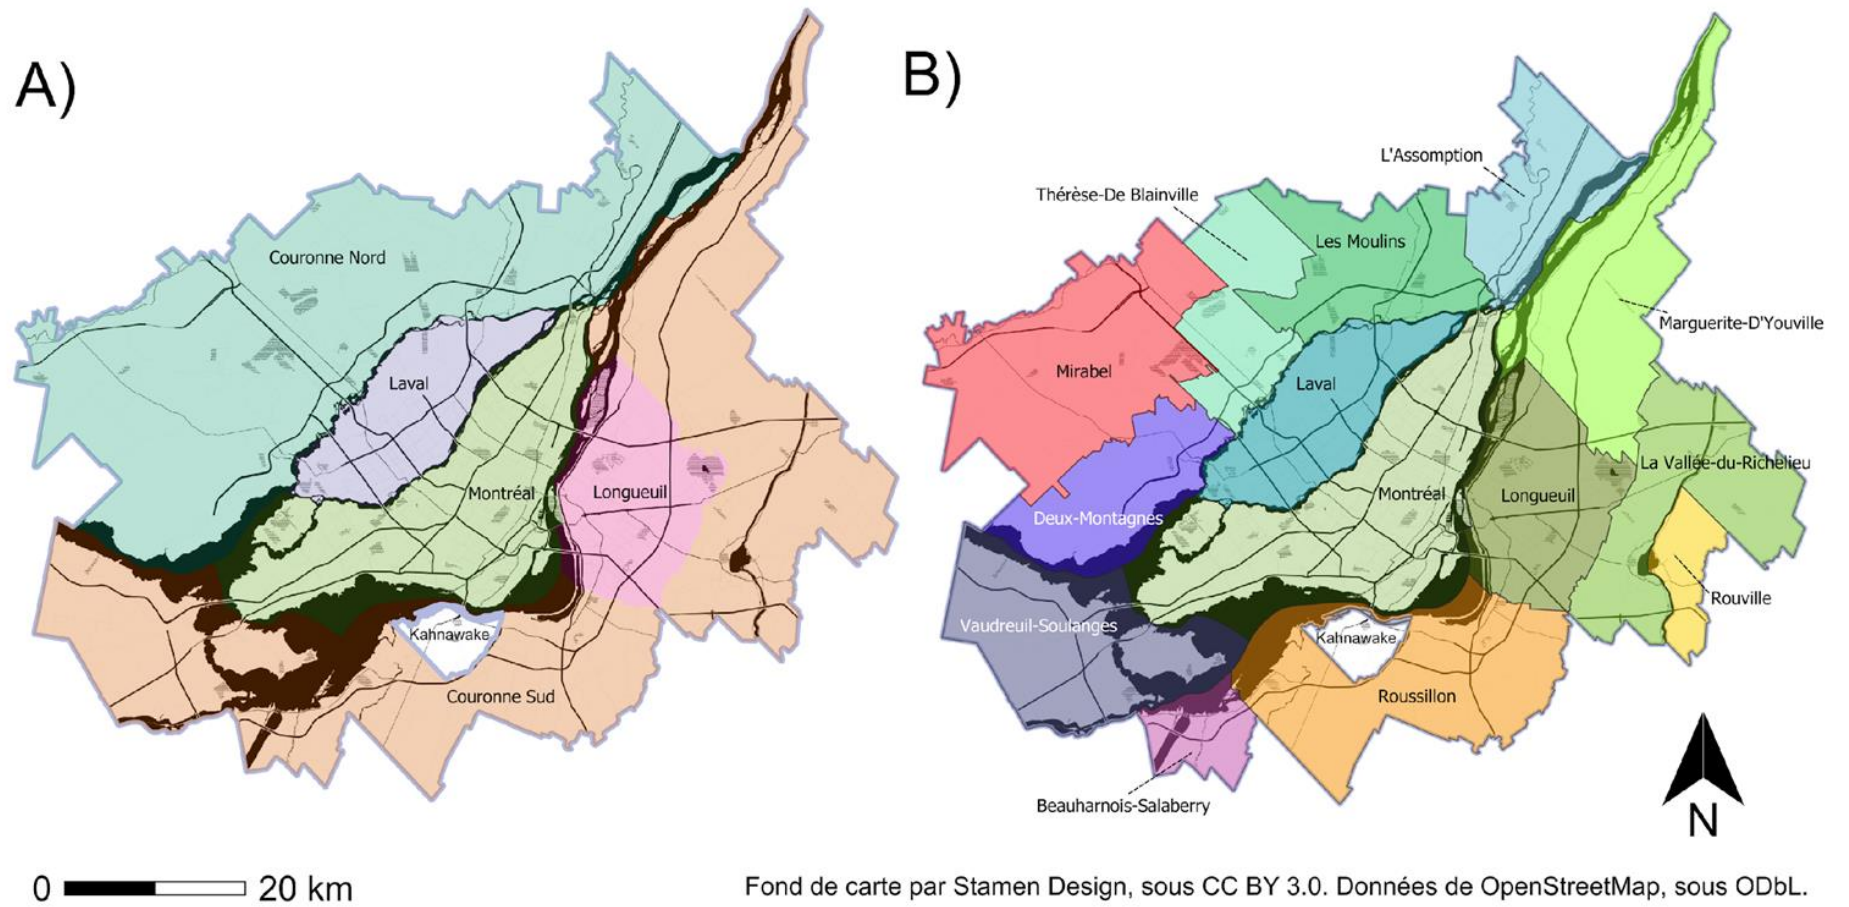 A)
Couronne Nord
Laval
Montréal
Longueuil
Kahnawake
Couronne Sud
B)
L'Assomption
Thérèse-De Blainville
Les Moulins
Marguerite-D'Youville
Mirabel
Laval
La Vallée-du-Richelieu
Montréal
Longueuil
Deux-Montagnes
Rouville
Vaudreuil-Soulanges
Kahnawake
Roussillon
Beauharnois-Salaberry
N
0 20 km
Fond de carte par Stamen Design, sous CC BY 3.0. Données de OpenStreetMap, sous ODbL.